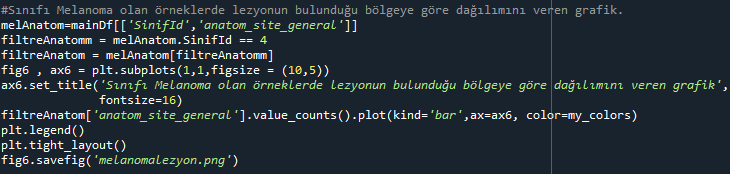 #Sınıfı Melanoma olan örneklerde lezyonun bulunduğu bölgeye göre dağılımını veren grafik.
melAnatom=mainDf[['SinifId','anatom_site_general']]
filtreAnatomm = melAnatom.SinifId == 4
filtreAnatom = melAnatom[filtreAnatomm]
fig6 , ax6 = plt.subplots(1,1,figsize = (10,5))
ax6.set_title('Sınıfı Melanoma olan örneklerde lezyonun bulunduğu bölgeye göre dağılımını veren grafik',
fontsize=16)
filtreAnatom['anatom_site_general'].value_counts().plot(kind='bar',ax=ax6, color=my_colors)
plt.legend()
plt.tight_layout()
fig6.savefig('melanomalezyon.png')